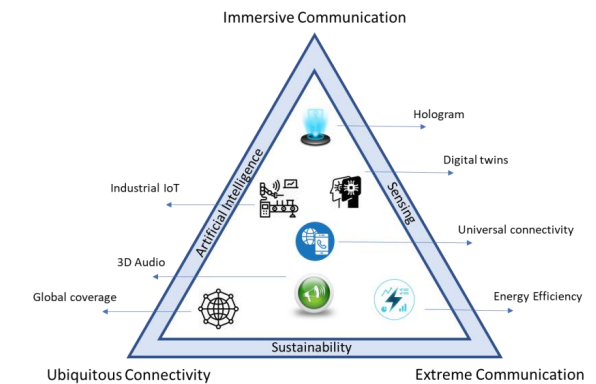 Immersive Communication
Hologram
Digital twins
Artificial Intelligence
Sensing
Industrial IoT
Universal connectivity
3D Audio
Global coverage
Energy Efficiency
Sustainability
Ubiquitous Connectivity
Extreme Communication